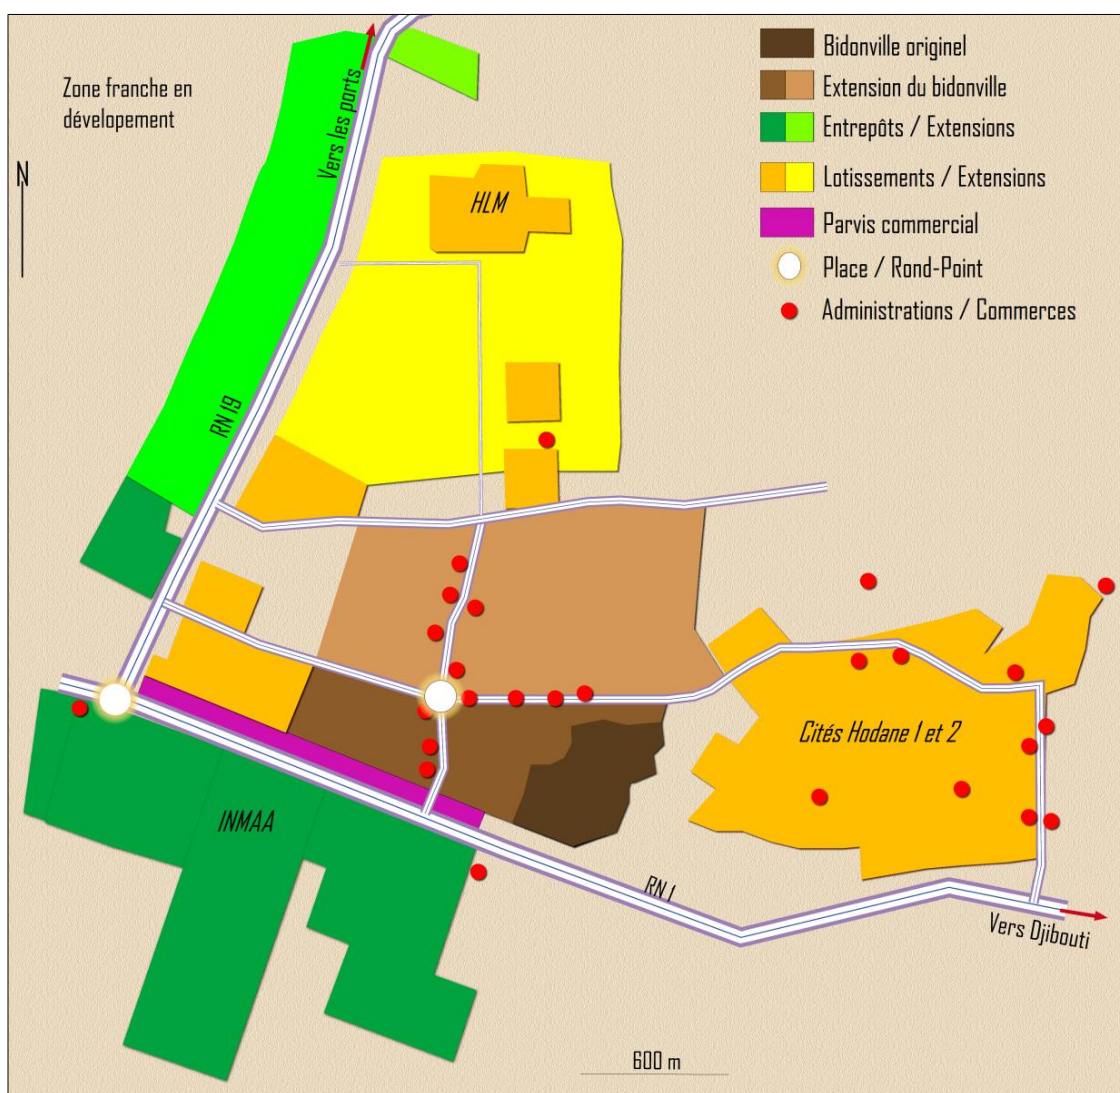 Zone franche en
dévelopement
N
Vers les ports
RN 19
HLM
Bidonville originel
Extension du bidonville
Entrepôts / Extensions
Lotissements / Extensions
Parvis commercial
Place / Rond-Point
Administrations / Commerces
Cités Hodane 1 et 2
INMAA
RN 1
Vers Djibouti
600 m